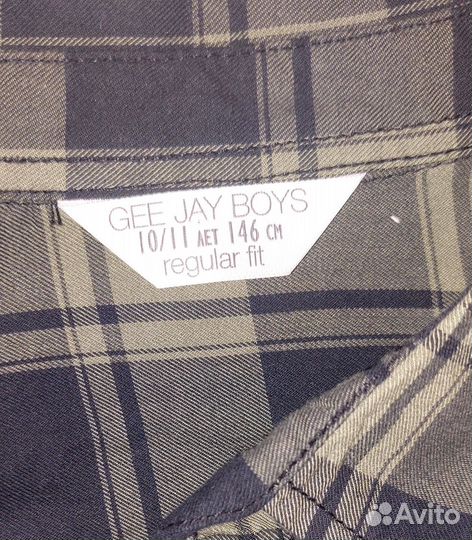 GEE JAY BOYS
10/11 ЛЕТ 146 СМ
regular fit
Avito